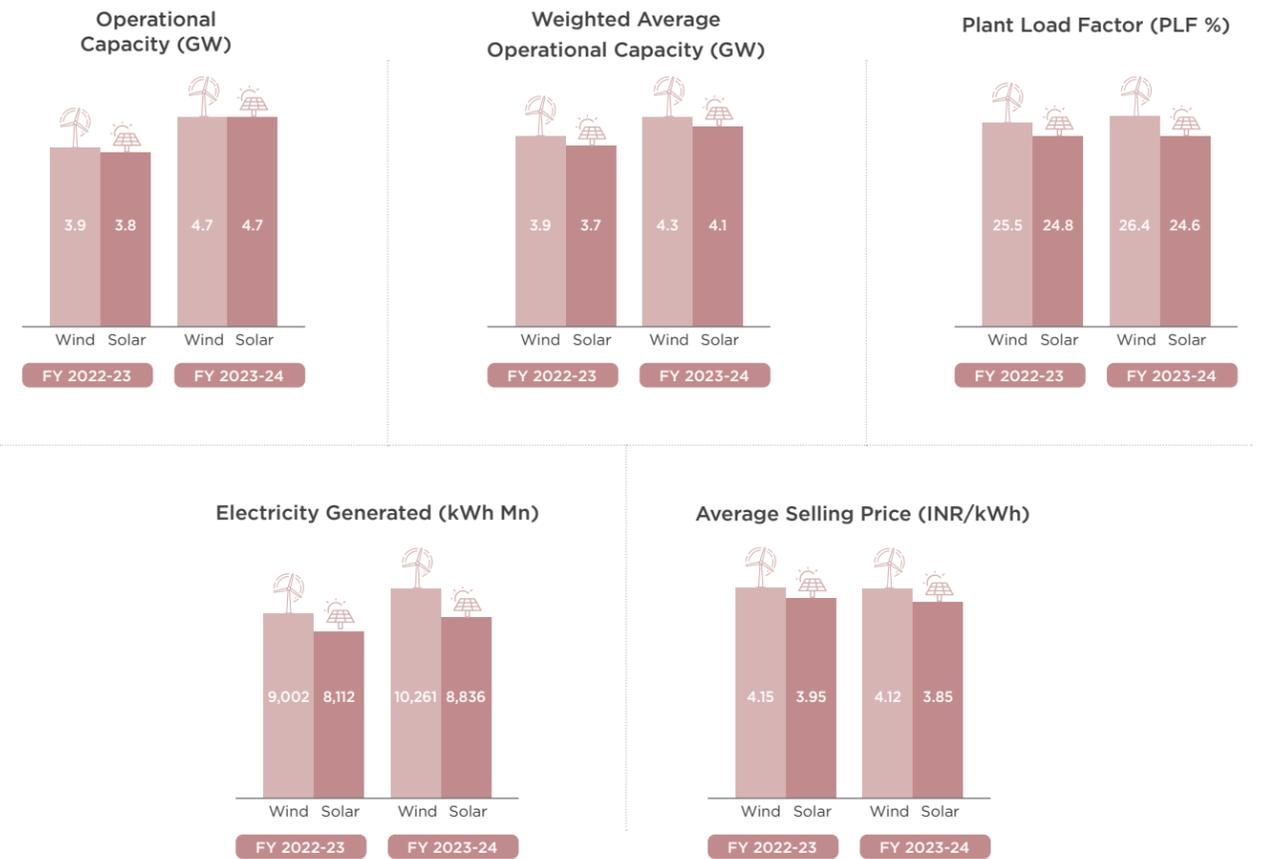 Operational
Capacity (GW)
3.9 3.8 4.7 4.7
Wind Solar Wind Solar
FY 2022-23 FY 2023-24
Weighted Average
Operational Capacity (GW)
3.9 3.7 4.3 4.1
Wind Solar Wind Solar
FY 2022-23 FY 2023-24
Plant Load Factor (PLF %)
25.5 24.8 26.4 24.6
Wind Solar Wind Solar
FY 2022-23 FY 2023-24
Electricity Generated (kWh Mn)
9,002 8,112 10,261 8,836
Wind Solar Wind Solar
FY 2022-23 FY 2023-24
Average Selling Price (INR/kWh)
4.15 3.95 4.12 3.85
Wind Solar Wind Solar
FY 2022-23 FY 2023-24